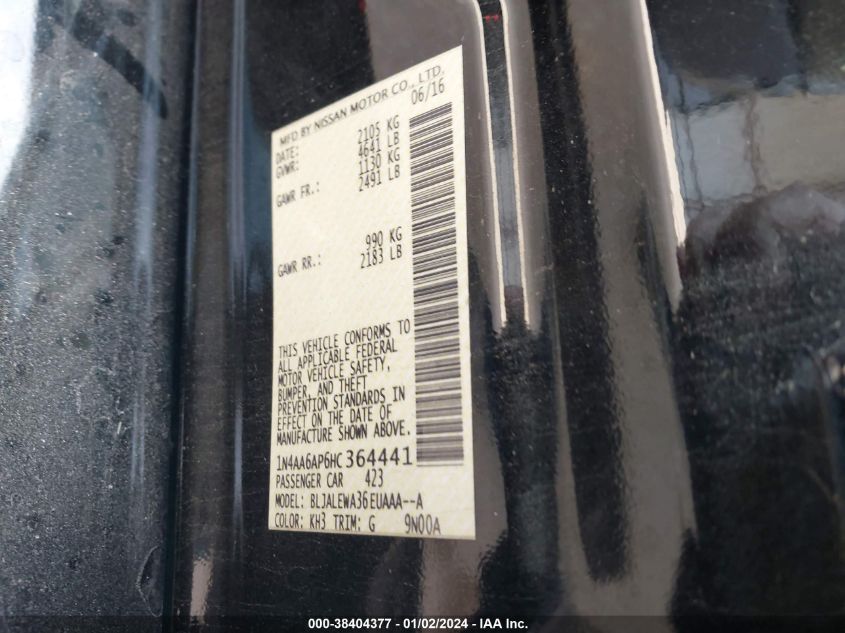 MFD BY NISSAN MOTOR CO., LTD.
DATE: 06/16
GVWR: 2105 KG
4641 LB
GAWR FR.: 1130 KG
2491 LB
GAWR RR.: 990 KG
2183 LB
THIS VEHICLE CONFORMS TO
ALL APPLICABLE FEDERAL
MOTOR VEHICLE SAFETY,
BUMPER, AND THEFT
PREVENTION STANDARDS IN
EFFECT ON THE DATE OF
MANUFACTURE SHOWN ABOVE.
1N4AA6AP6HC364441
PASSENGER CAR 423
MODEL: BLJALEWA36EUAAA--A
COLOR: KH3 TRIM: G 9N00A
000-38404377 - 01/02/2024 - IAA Inc.